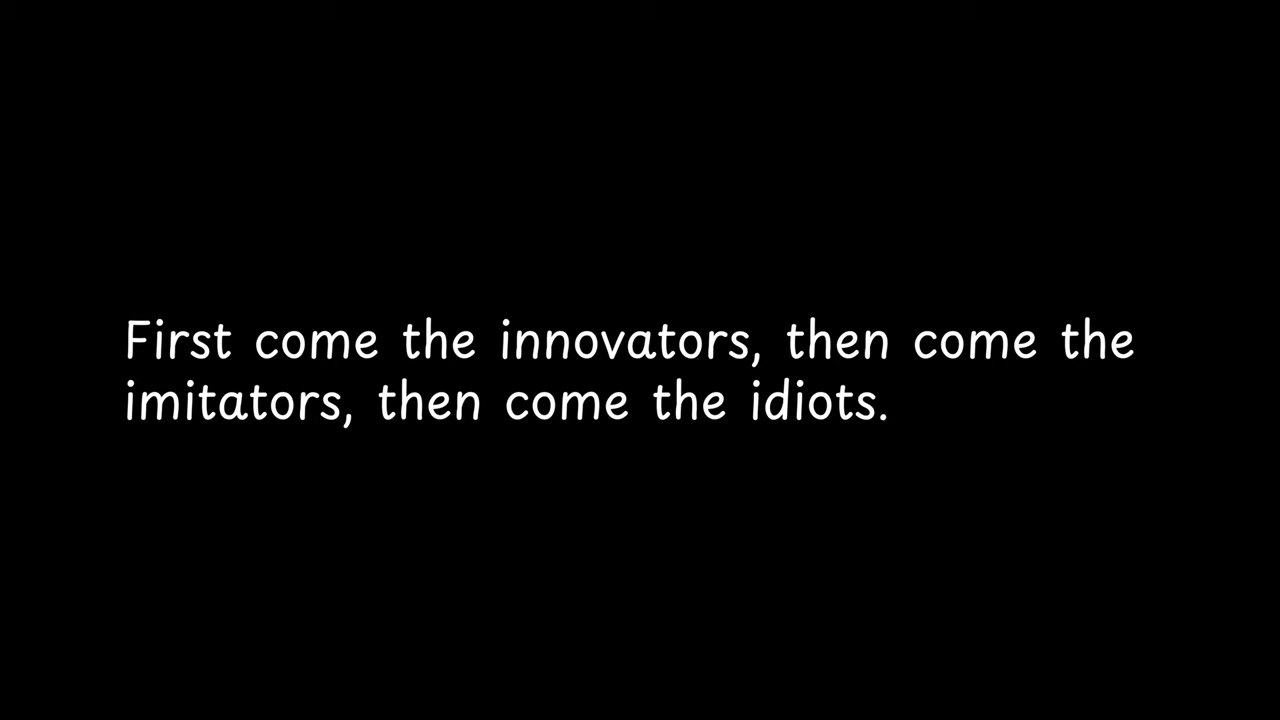 First come the innovators, then come the
imitators, then come the idiots.